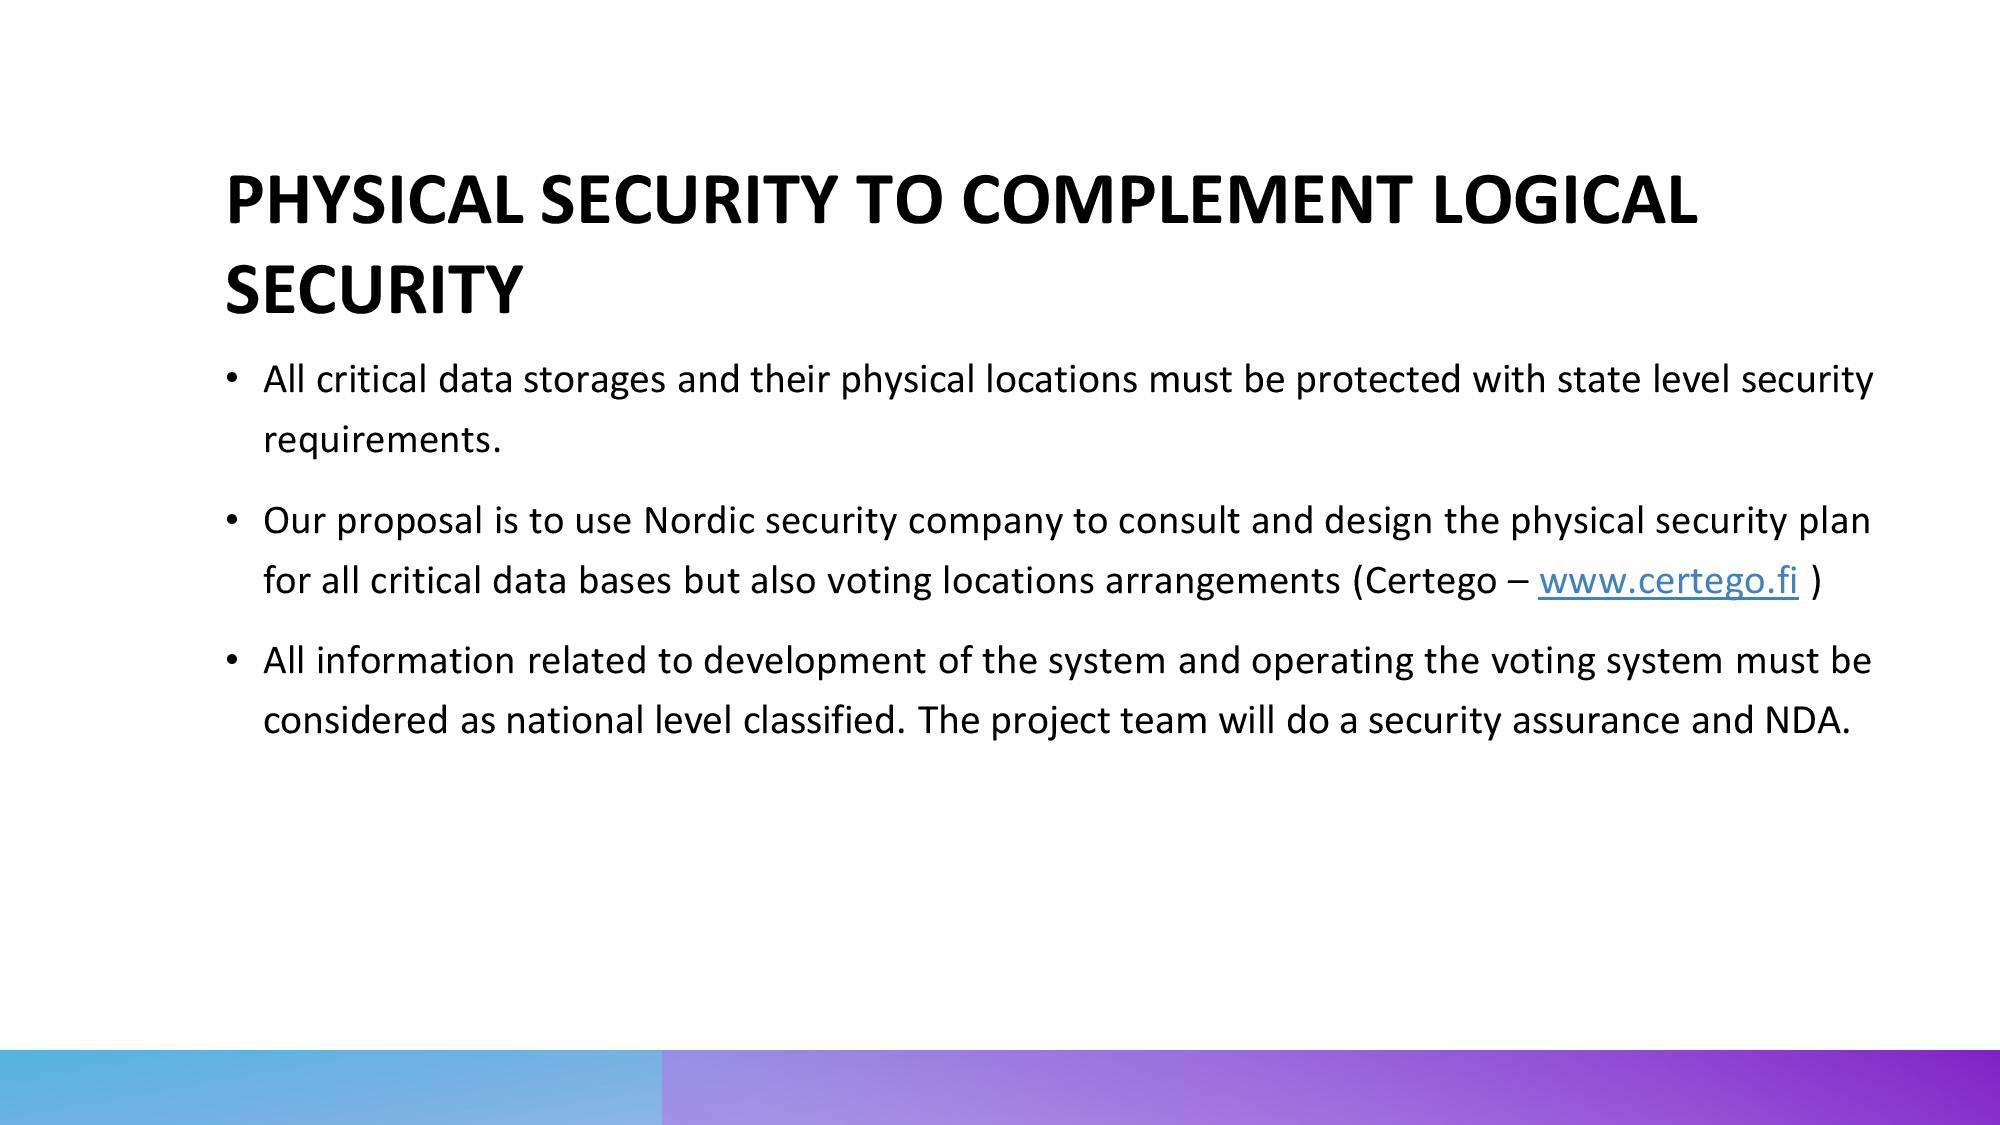 PHYSICAL SECURITY TO COMPLEMENT LOGICAL
SECURITY
• All critical data storages and their physical locations must be protected with state level security
requirements.
• Our proposal is to use Nordic security company to consult and design the physical security plan
for all critical data bases but also voting locations arrangements (Certego – www.certego.fi )
• All information related to development of the system and operating the voting system must be
considered as national level classified. The project team will do a security assurance and NDA.